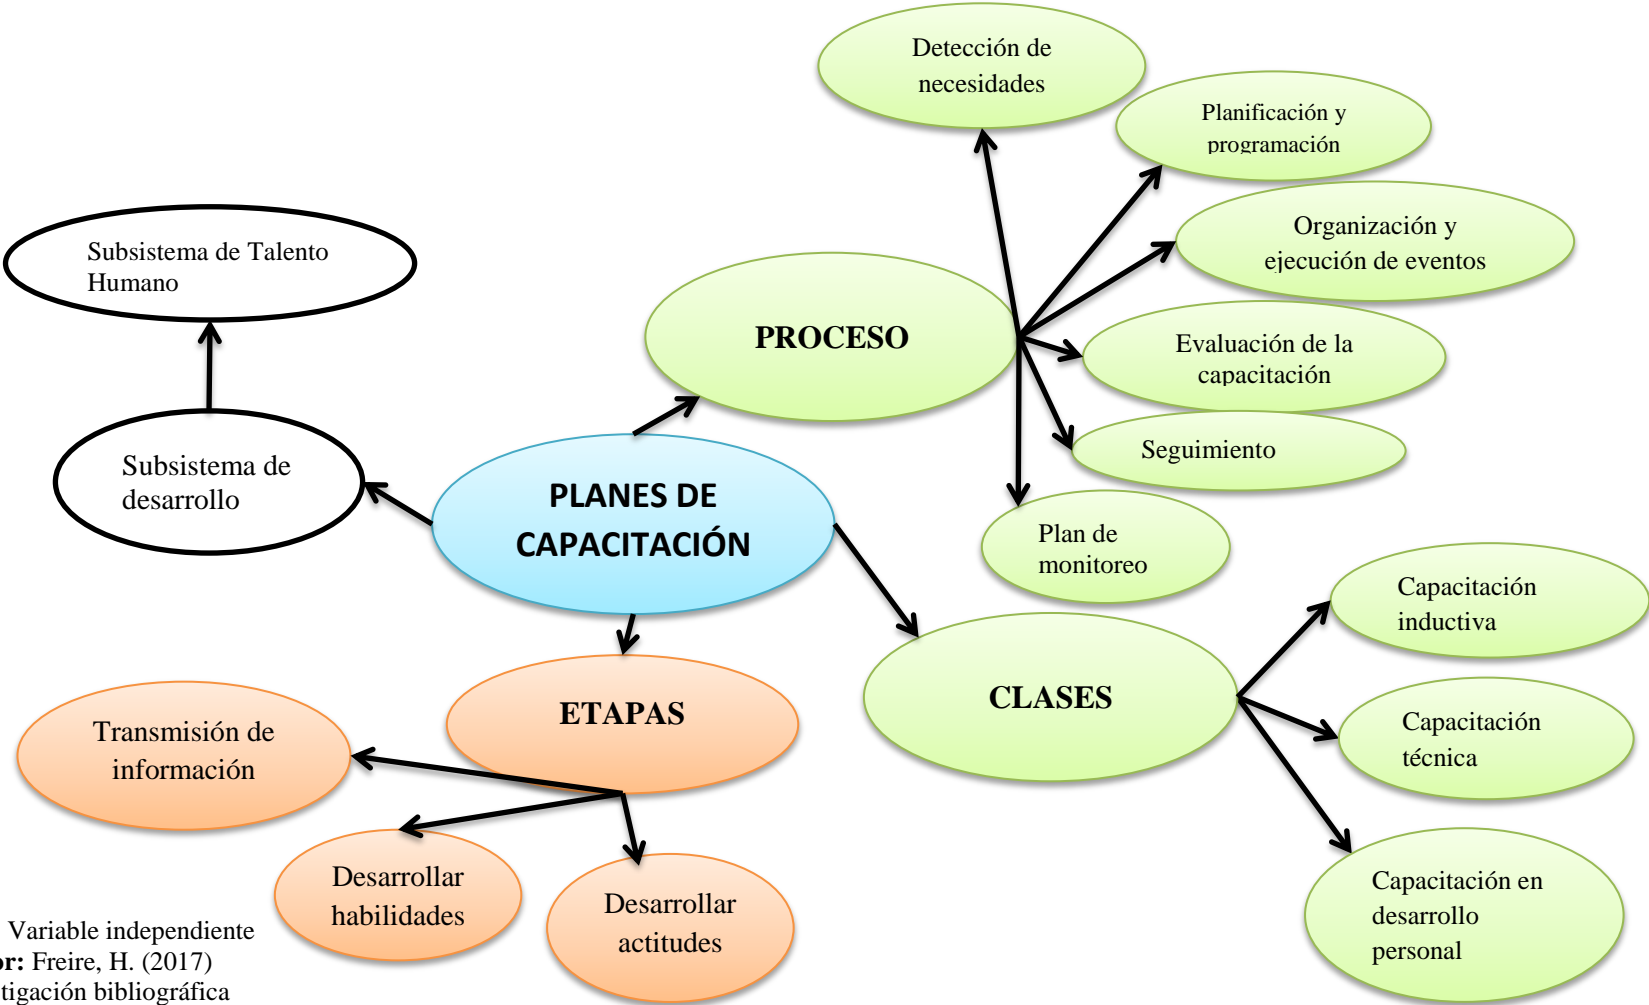 Detección de
necesidades
Planificación y
programación
Organización y
ejecución de eventos
Subsistema de Talento
Humano
PROCESO
Evaluación de la
capacitación
Seguimiento
Subsistema de
desarrollo
PLANES DE
CAPACITACIÓN
Plan de
monitoreo
Capacitación
inductiva
CLASES
ETAPAS
Capacitación
técnica
Transmisión de
información
Desarrollar
habilidades
Desarrollar
actitudes
Capacitación en
desarrollo
personal
Variable independiente
or: Freire, H. (2017)
tigación bibliográfica